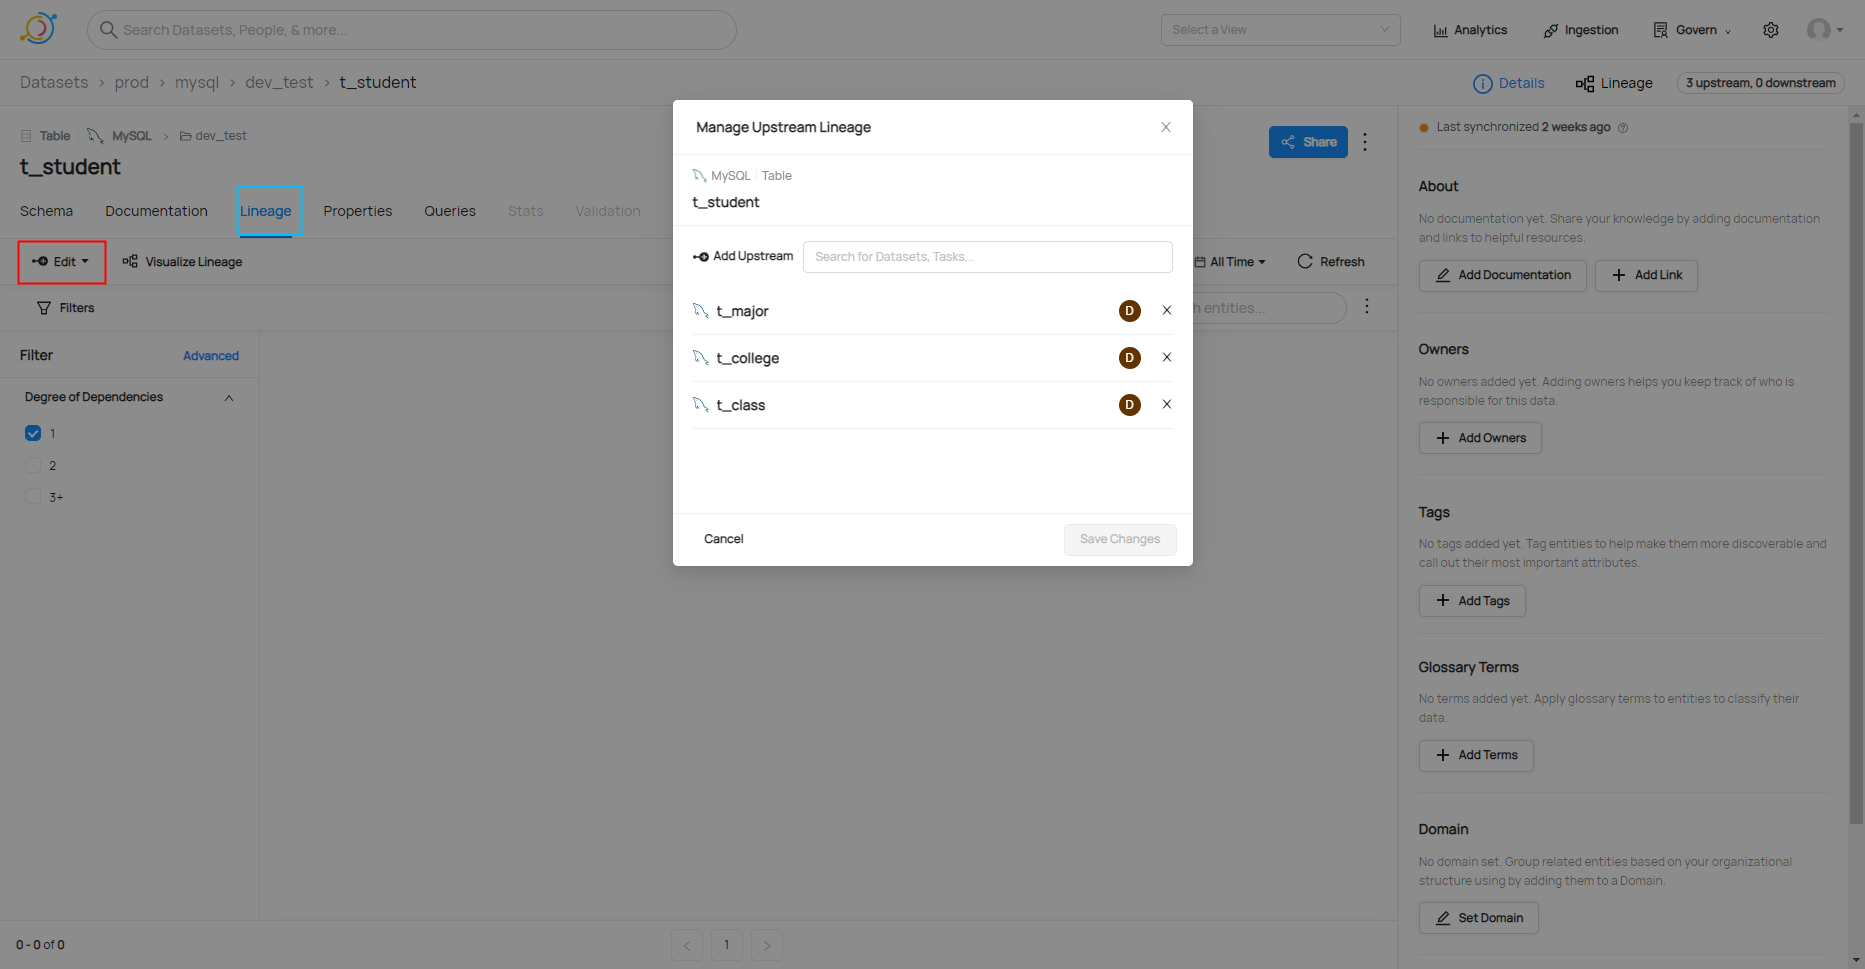 Search Datasets, People, & more...
Select a View
Analytics
Ingestion
Govern
Datasets > prod > mysql > dev_test > t_student
Details
Lineage
3 upstream, 0 downstream
Table
MySQL
dev_test
t_student
Share
Schema
Documentation
Lineage
Properties
Queries
Stats
Validation
Edit
Visualize Lineage
All Time
Refresh
Filters
h entities...
Filter
Advanced
Degree of Dependencies
1
2
3+
0 - 0 of 0
<
1
>
Manage Upstream Lineage
MySQL
Table
t_student
Add Upstream
Search for Datasets, Tasks...
t_major
D
t_college
D
t_class
D
Cancel
Save Changes
Last synchronized 2 weeks ago
About
No documentation yet. Share your knowledge by adding documentation
and links to helpful resources.
Add Documentation
Add Link
Owners
No owners added yet. Adding owners helps you keep track of who is
responsible for this data.
Add Owners
Tags
No tags added yet. Tag entities to help make them more discoverable and
call out their most important attributes.
Add Tags
Glossary Terms
No terms added yet. Apply glossary terms to entities to classify their
data.
Add Terms
Domain
No domain set. Group related entities based on your organizational
structure using by adding them to a Domain.
Set Domain